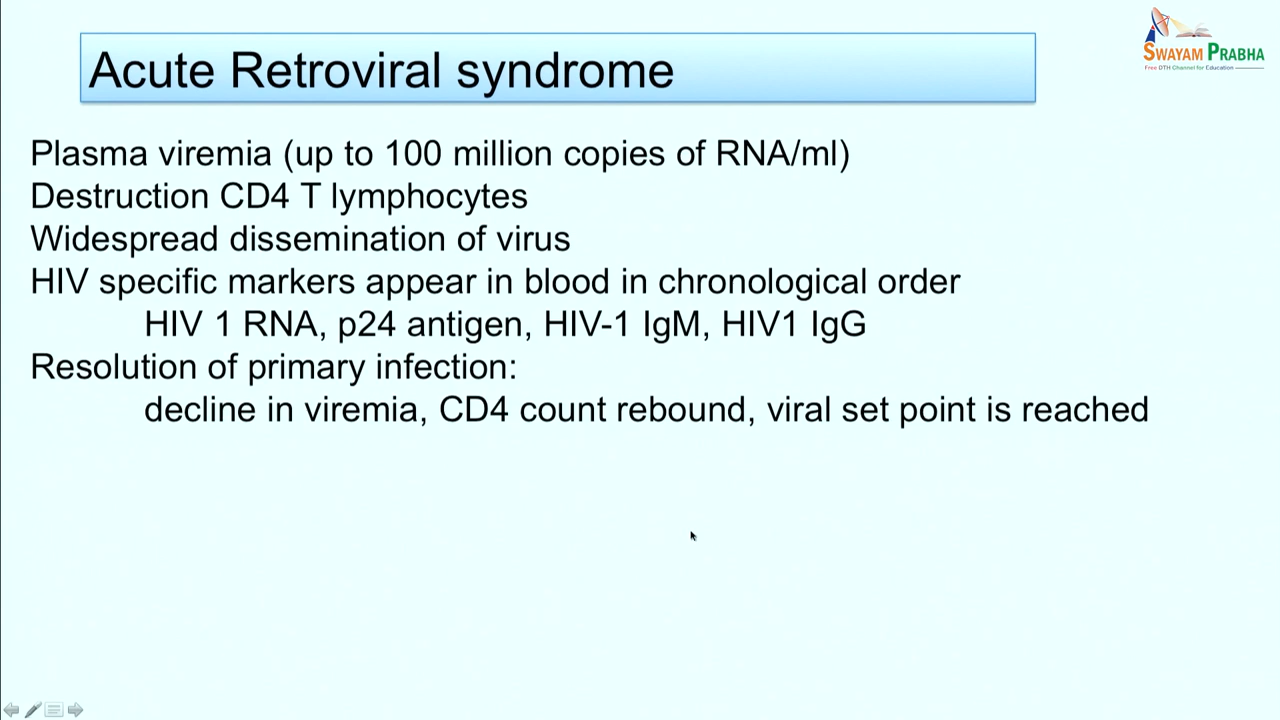 Acute Retroviral syndrome
SWAYAM PRABHA
Free DTH Channel for Education
Plasma viremia (up to 100 million copies of RNA/ml)
Destruction CD4 T lymphocytes
Widespread dissemination of virus
HIV specific markers appear in blood in chronological order
HIV 1 RNA, p24 antigen, HIV-1 IgM, HIV1 IgG
Resolution of primary infection:
decline in viremia, CD4 count rebound, viral set point is reached